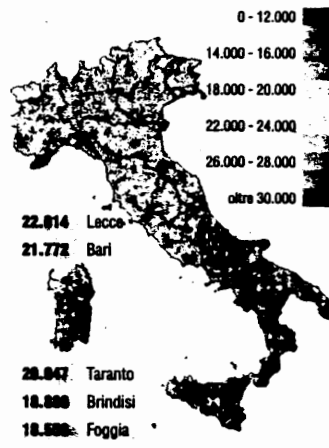 0 - 12.000
14.000 - 16.000
18.000 - 20.000
22.000 - 24.000
26.000 - 28.000
oltre 30.000
22.814 Lecce
21.772 Bari
Taranto
Brindisi
Foggia